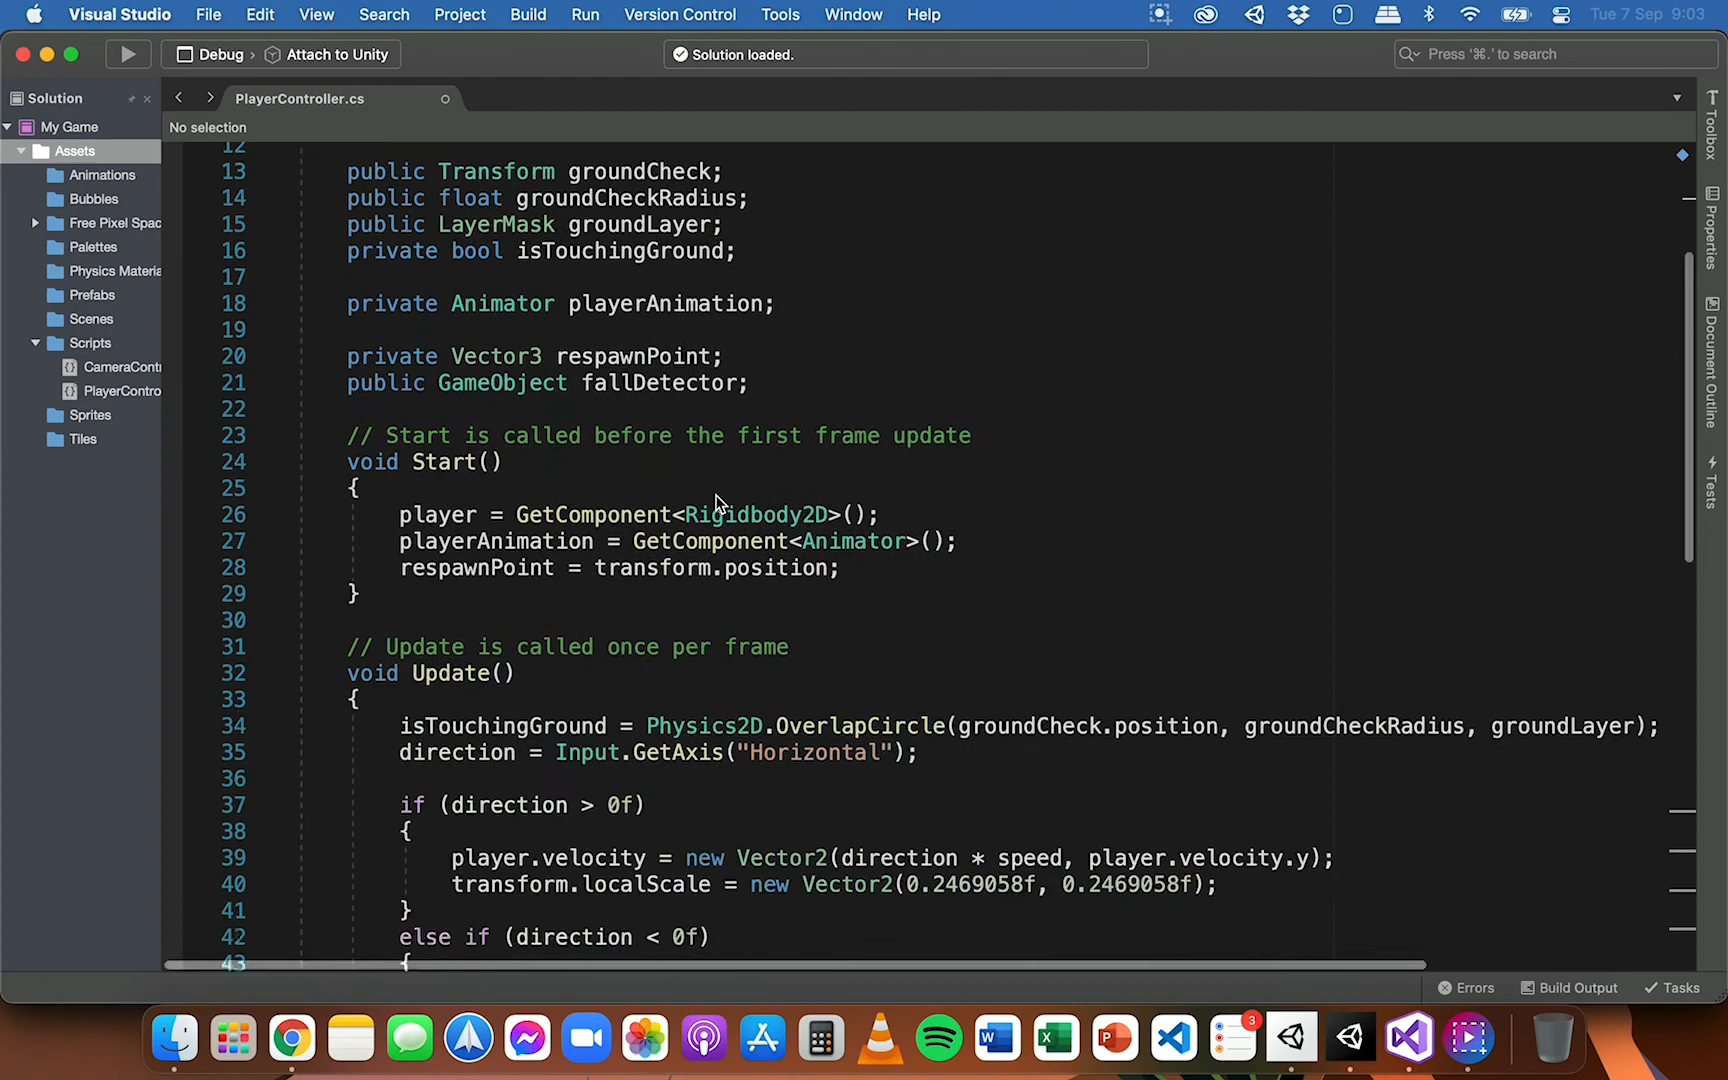 Visual Studio File Edit View Search Project Build Run Version Control Tools Window Help Tue 7 Sep 9:03
Debug › Attach to Unity Solution loaded. Press '⌘.' to search
Solution PlayerController.cs
No selection
My Game
Assets
Animations
Bubbles
Free Pixel Spac
Palettes
Physics Materia
Prefabs
Scenes
Scripts
CameraCont
PlayerContro
Sprites
Tiles
12
13 public Transform groundCheck;
14 public float groundCheckRadius;
15 public LayerMask groundLayer;
16 private bool isTouchingGround;
17
18 private Animator playerAnimation;
19
20 private Vector3 respawnPoint;
21 public GameObject fallDetector;
22
23 // Start is called before the first frame update
24 void Start()
25 {
26 player = GetComponent<Rigidbody2D>();
27 playerAnimation = GetComponent<Animator>();
28 respawnPoint = transform.position;
29 }
30
31 // Update is called once per frame
32 void Update()
33 {
34 isTouchingGround = Physics2D.OverlapCircle(groundCheck.position, groundCheckRadius, groundLayer);
35 direction = Input.GetAxis("Horizontal");
36
37 if (direction > 0f)
38 {
39 player.velocity = new Vector2(direction * speed, player.velocity.y);
40 transform.localScale = new Vector2(0.2469058f, 0.2469058f);
41 }
42 else if (direction < 0f)
43 {
Toolbox
Properties
Document Outline
Tests
Errors Build Output Tasks
3